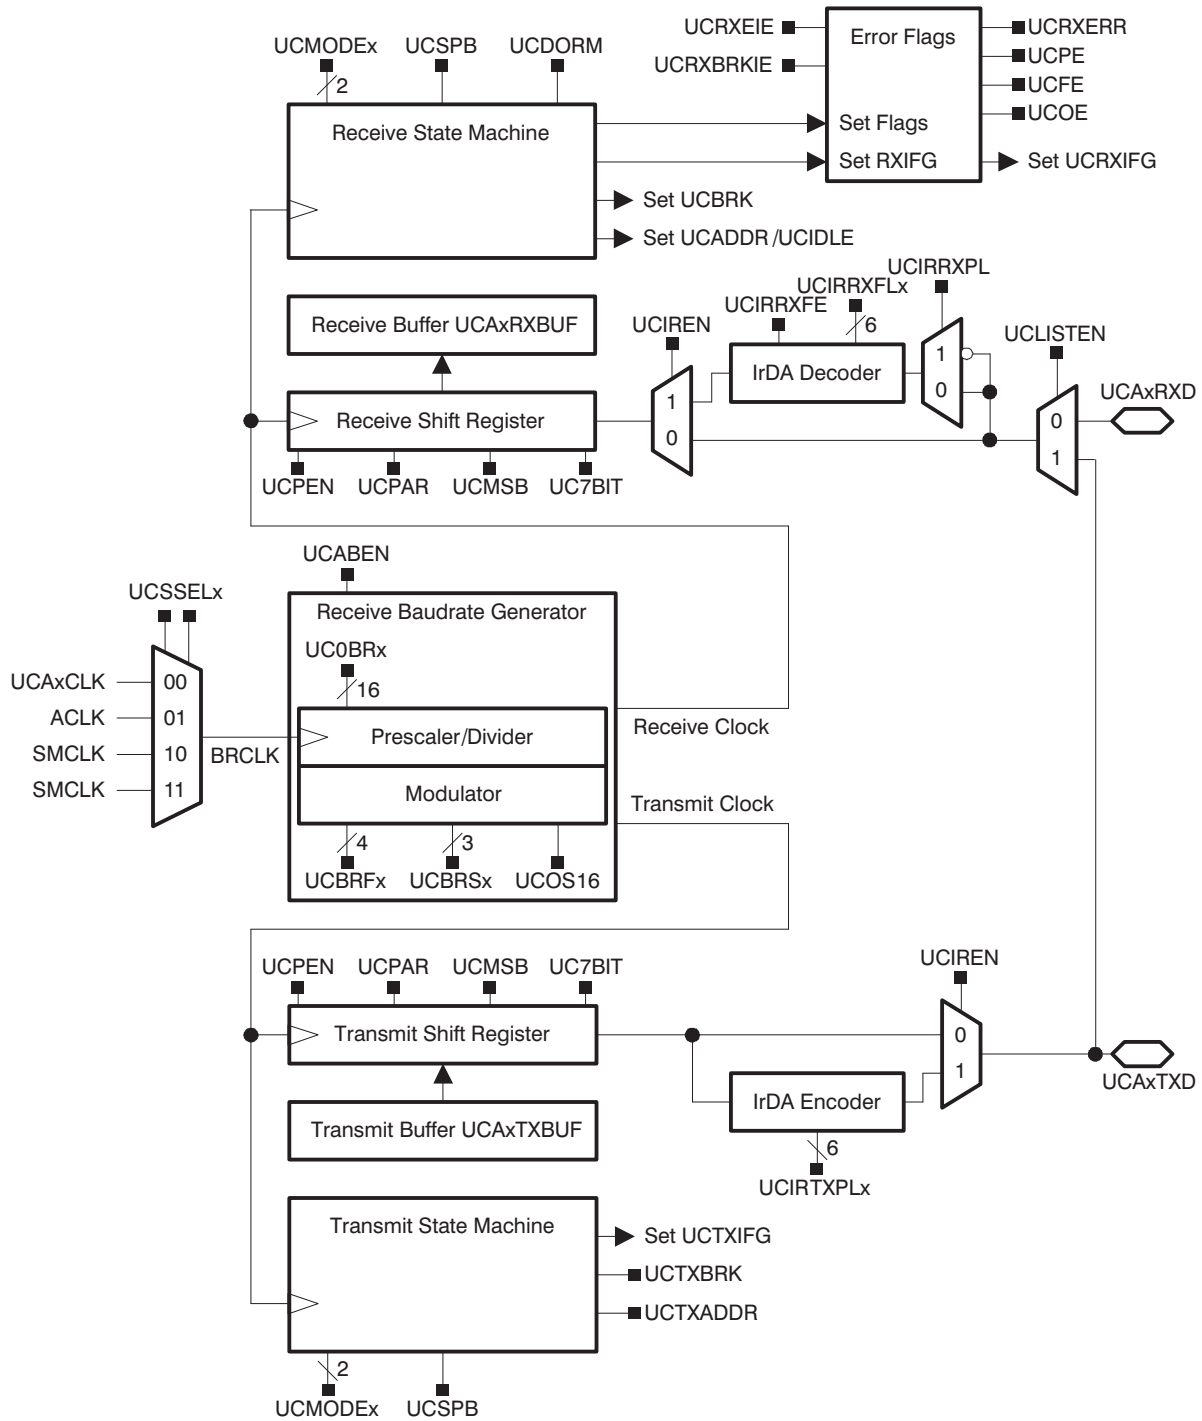 UCMODEx
UCSPB
UCDORM
2
Receive State Machine
UCRXEIE
UCRXBRKIE
Error Flags
Set Flags
Set RXIFG
UCRXERR
UCPE
UCFE
UCOE
Set UCRXIFG
Set UCBRK
Set UCADDR/UCIDLE
Receive Buffer UCAxRXBUF
Receive Shift Register
UCPEN
UCPAR
UCMSB
UC7BIT
UCIREN
1
0
UCIRRXFE
UCIRRXFLx
6
IrDA Decoder
UCIRRXPL
1
0
UCLISTEN
0
1
UCAxRXD
UCABEN
Receive Baudrate Generator
UC0BRx
16
UCSSELx
UCAxCLK
ACLK
SMCLK
SMCLK
00
01
10
11
BRCLK
Prescaler/Divider
Modulator
Receive Clock
Transmit Clock
4
3
UCBRFx
UCBRSx
UCOS16
UCPEN
UCPAR
UCMSB
UC7BIT
Transmit Shift Register
Transmit Buffer UCAxTXBUF
UCIREN
0
1
IrDA Encoder
6
UCIRTXPLx
UCAxTXD
Transmit State Machine
Set UCTXIFG
UCTXBRK
UCTXADDR
2
UCMODEx
UCSPB